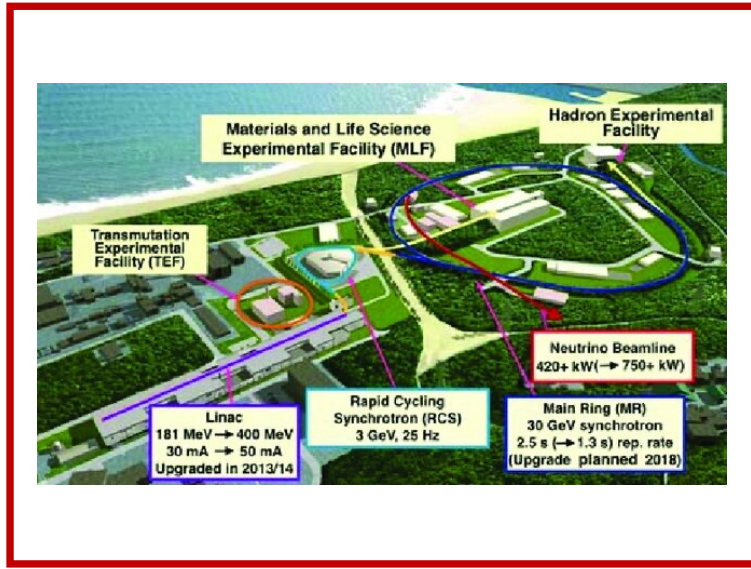 Hadron Experimental
Facility
Materials and Life Science
Experimental Facility (MLF)
Transmutation
Experimental
Facility (TEF)
Neutrino Beamline
420+ kW(→ 750+ kW)
Linac
181 MeV→400 MeV
30 mA → 50 mA
Upgraded in 2013/14
Rapid Cycling
Synchrotron (RCS)
3 GeV, 25 Hz
Main Ring (MR)
30 GeV synchrotron
2.5 s (→1.3 s) rep. rate
(Upgrade planned 2018)